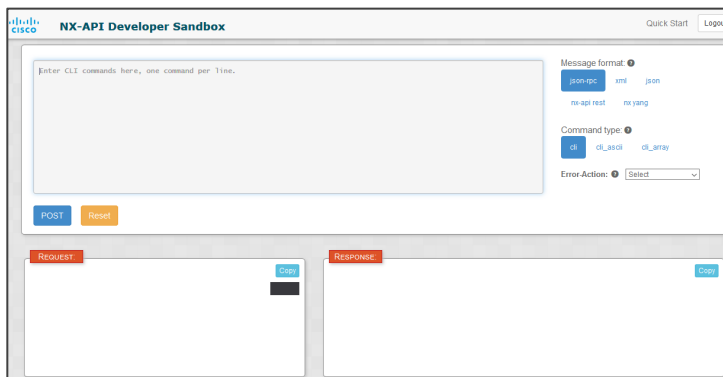 CISCO
NX-API Developer Sandbox
Quick Start
Logou
Enter CLI commands here, one command per line.
Message format:
json-rpc xml json
nx-api rest nx yang
Command type:
cli cli_ascii cli_array
Error-Action: Select
POST Reset
REQUEST:
Copy
RESPONSE:
Copy